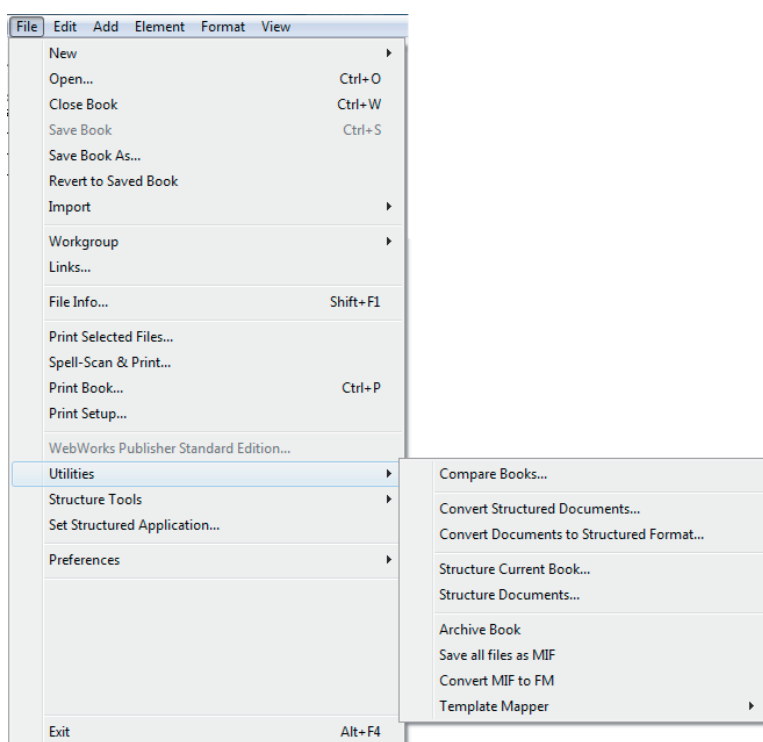 File Edit Add Element Format View
New
Open... Ctrl+O
Close Book Ctrl+W
Save Book Ctrl+S
Save Book As...
Revert to Saved Book
Import
Workgroup
Links...
File Info... Shift+F1
Print Selected Files...
Spell-Scan & Print...
Print Book... Ctrl+P
Print Setup...
WebWorks Publisher Standard Edition...
Utilities
Structure Tools
Set Structured Application...
Preferences
Exit Alt+F4
Compare Books...
Convert Structured Documents...
Convert Documents to Structured Format...
Structure Current Book...
Structure Documents...
Archive Book
Save all files as MIF
Convert MIF to FM
Template Mapper